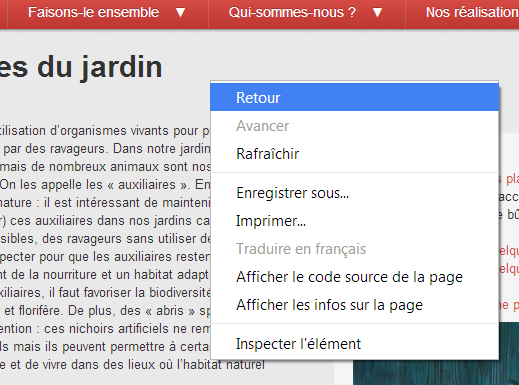 Faisons-le ensemble ▼ Qui-sommes-nous ? ▼ Nos réalisation
es du jardin
Retour
Avancer
Rafraîchir
Enregistrer sous...
Imprimer...
Traduire en français
Afficher le code source de la page
Afficher les infos sur la page
Inspecter l'élément
tilisation d'organismes vivants pour p
par des ravageurs. Dans notre jardin
mais de nombreux animaux sont nos
On les appelle les « auxiliaires ». En
nature : il est intéressant de mainteni
r) ces auxiliaires dans nos jardins ca
sibles, des ravageurs sans utiliser de
pecter pour que les auxiliaires resten
nt de la nourriture et un habitat adapt
xiliaires, il faut favoriser la biodiversité
et florifère. De plus, des « abris » sp
ention : ces nichoirs artificiels ne rem
ls mais ils peuvent permettre à certa
e et de vivre dans des lieux où l'habitat naturel
s pla
acc
e bû
elqu
elqu
e p